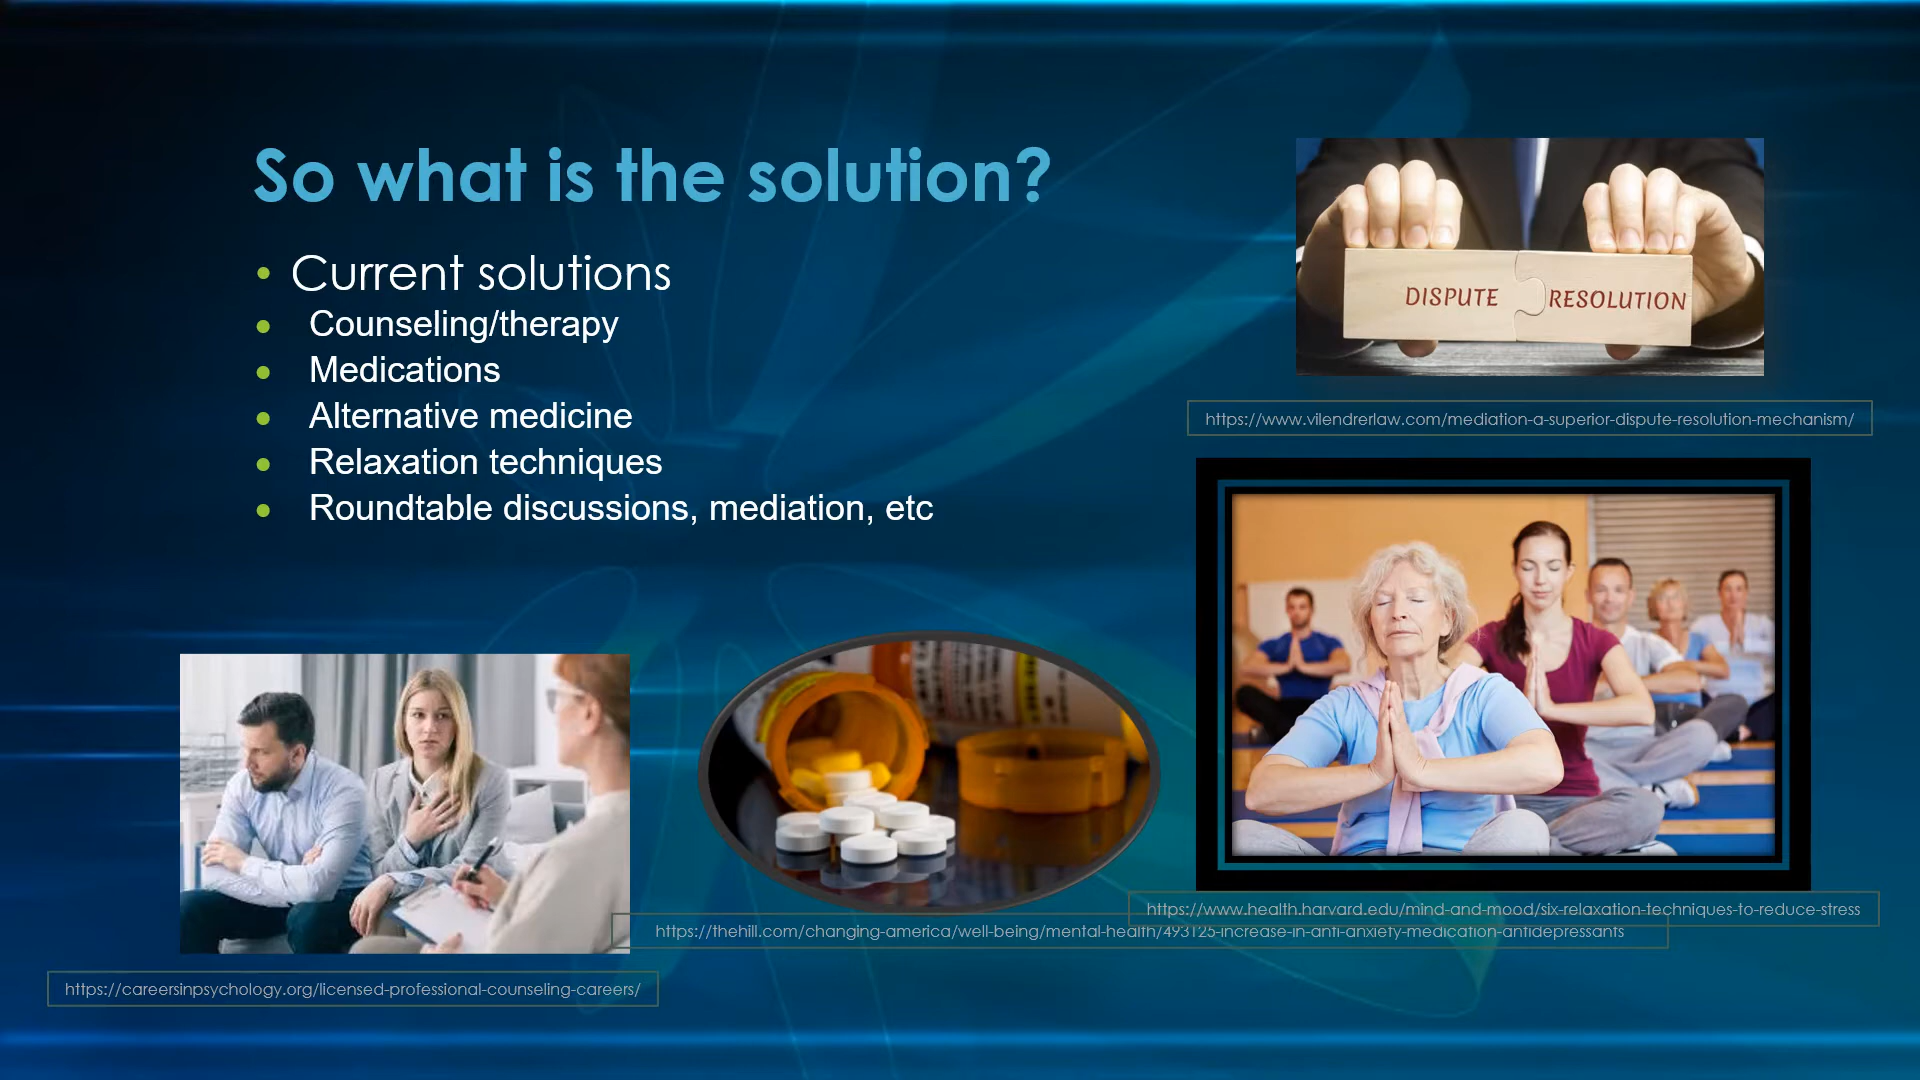 So what is the solution?
• Current solutions
• Counseling/therapy
• Medications
• Alternative medicine
• Relaxation techniques
• Roundtable discussions, mediation, etc
DISPUTE RESOLUTION
https://www.vilendrerlaw.com/mediation-a-superior-dispute-resolution-mechanism/
https://www.health.harvard.edu/mind-and-mood/six-relaxation-techniques-to-reduce-stress
https://thehill.com/changing-america/well-being/mental-health/493125-increase-in-anti-anxiety-medication-antidepressants
https://careersinpsychology.org/licensed-professional-counseling-careers/